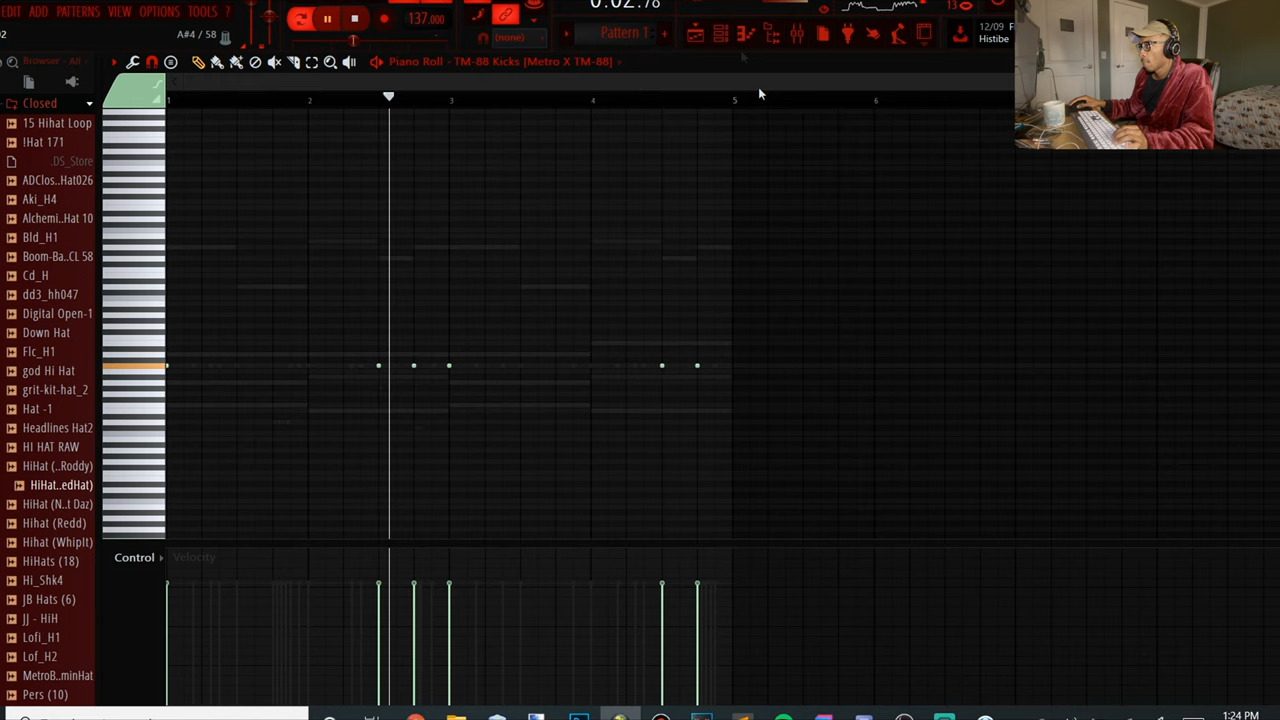 EDIT ADD PATTERNS VIEW OPTIONS TOOLS ?
137.000
(none)
Pattern 1
13
12/09
Histibe
A#4 / 58
Piano Roll - TM-88 Kicks [Metro X TM-88]
Browser - All
Closed
15 Hihat Loop
!Hat 171
.DS_Store
ADClos..Hat026
Aki_H4
Alchemi..Hat 10
Bld_H1
Boom-Ba..CL 58
Cd_H
dd3_hh047
Digital Open-1
Down Hat
Flc_H1
god Hi Hat
grit-kit-hat_2
Hat -1
Headlines Hat2
HI HAT RAW
HiHat (..Roddy)
HiHat..edHat)
HiHat (N..t Daz)
Hihat (Redd)
Hihat (WhipIt)
HiHats (18)
Hi_Shk4
JB Hats (6)
JJ - HiH
Lofi_H1
Lof_H2
MetroB..minHat
Pers (10)
1 2 3 4 5 6
Control
Velocity
1:24 PM